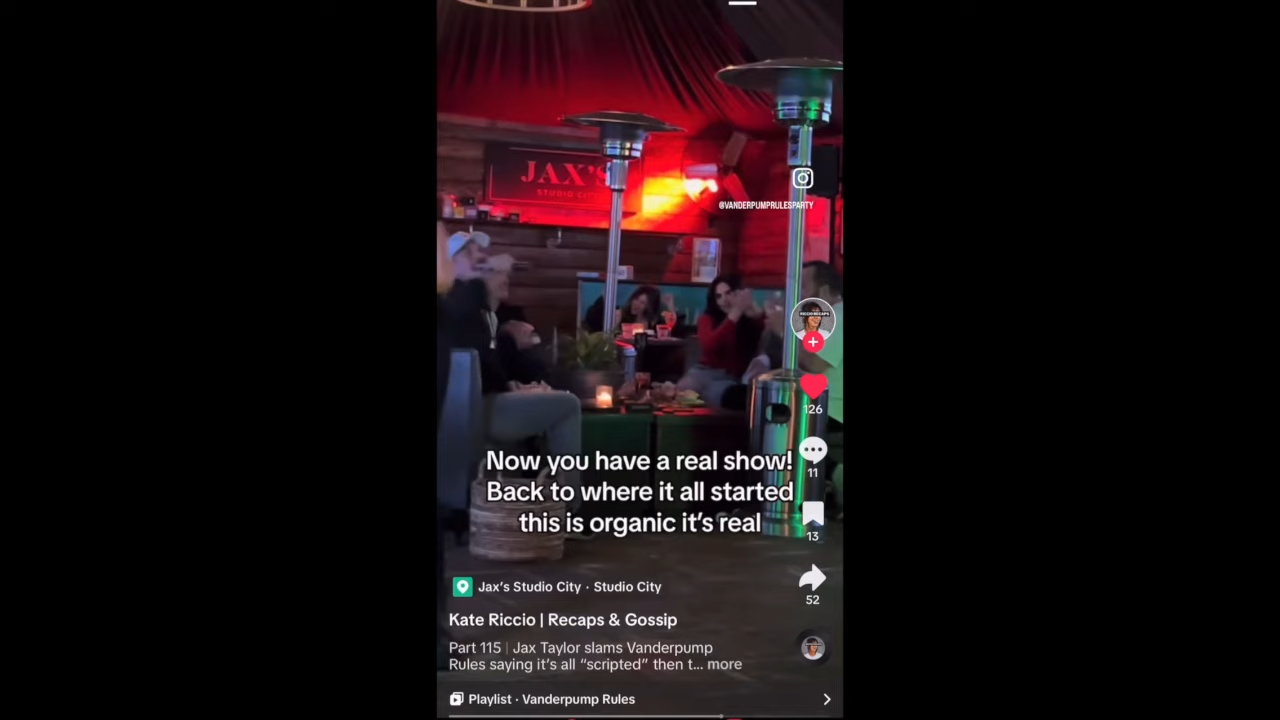 JAX'S
STUDIO CITY
@VANDERPUMPRULESPARTY
126
11
Now you have a real show!
Back to where it all started
this is organic it's real
13
Jax's Studio City · Studio City
52
Kate Riccio | Recaps & Gossip
Part 115 | Jax Taylor slams Vanderpump
Rules saying it's all “scripted” then t... more
Playlist · Vanderpump Rules